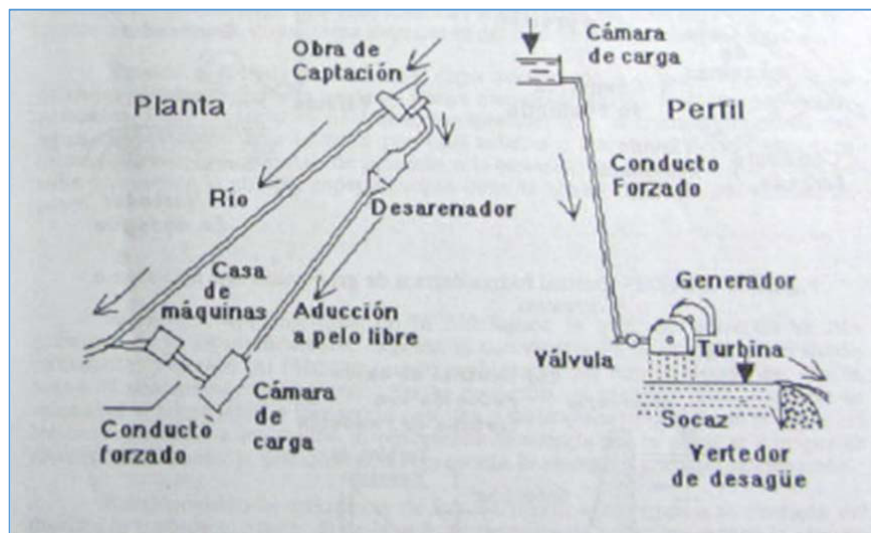 Obra de
Captación
Planta
Río
Desarenador
Casa
de
máquinas
Aducción
a pelo libre
Conducto
forzado
Cámara
de
carga
Cámara
de carga
Perfil
Conducto
Forzado
Generador
Válvula
Turbina
Socaz
Vertedor
de desagüe